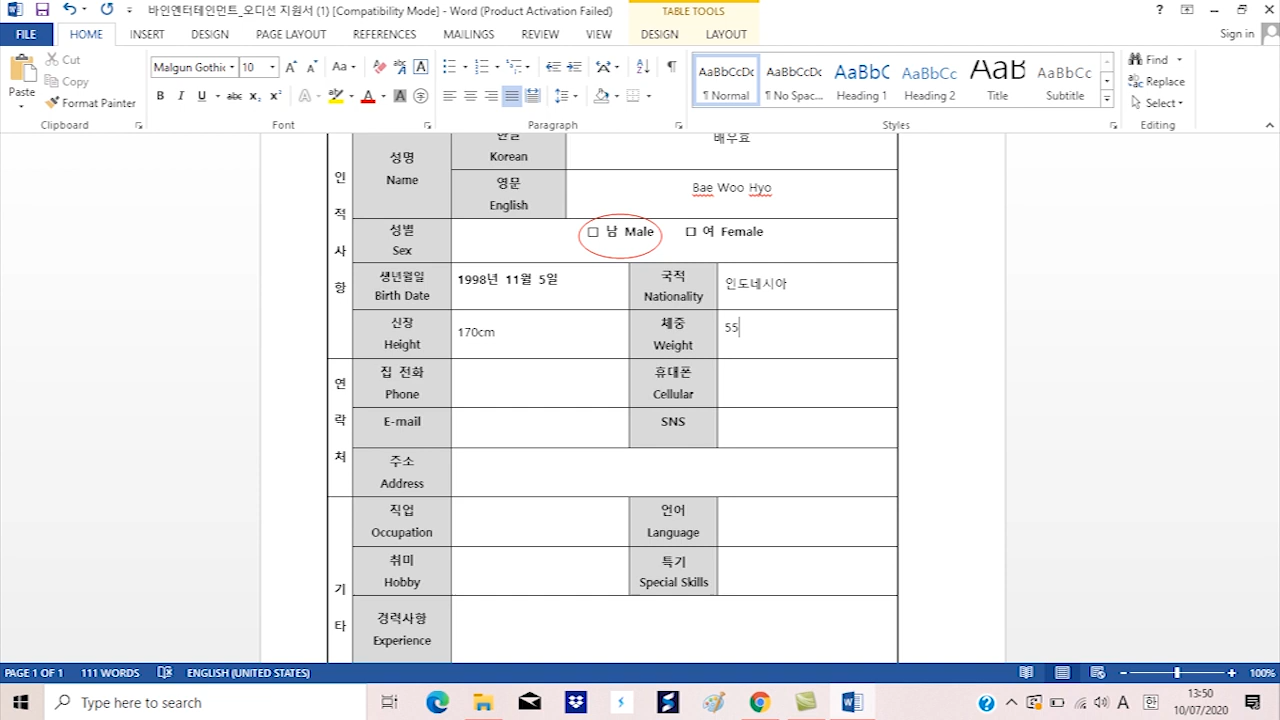 바인엔터테인먼트_오디션 지원서 (1) [Compatibility Mode] - Word (Product Activation Failed)
TABLE TOOLS
FILE HOME INSERT DESIGN PAGE LAYOUT REFERENCES MAILINGS REVIEW VIEW DESIGN LAYOUT Sign in
Paste
Cut
Copy
Format Painter
Malgun Gothic 10
AaBbCcDc AaBbCcDc AaBbC AaBbCc AaB AaBbCc
¶ Normal ¶ No Spac... Heading 1 Heading 2 Title Subtitle
Find
Replace
Select
Clipboard Font Paragraph Styles Editing
인적사항
성명
Name
한글
Korean
배우효
영문
English
Bae Woo Hyo
성별
Sex
□ 남 Male □ 여 Female
생년월일
Birth Date
1998년 11월 5일
국적
Nationality
인도네시아
신장
Height
170cm
체중
Weight
55
연락처
집 전화
Phone
휴대폰
Cellular
E-mail
SNS
주소
Address
기타
직업
Occupation
언어
Language
취미
Hobby
특기
Special Skills
경력사항
Experience
PAGE 1 OF 1 111 WORDS ENGLISH (UNITED STATES) 100%
Type here to search
A 한
13:50
10/07/2020